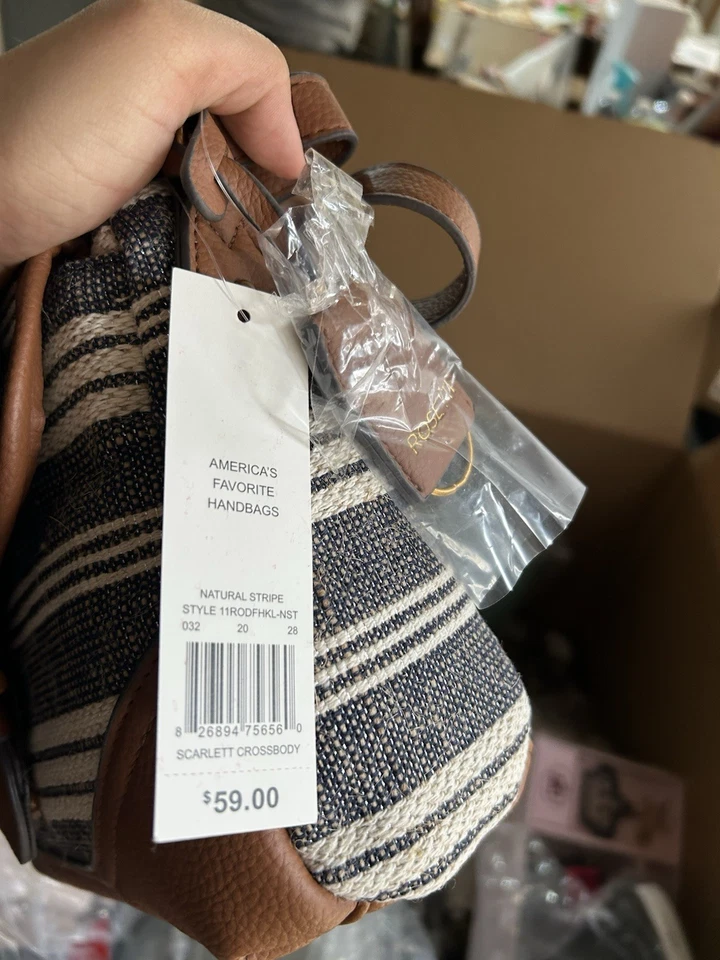 AMERICA'S
FAVORITE
HANDBAGS
NATURAL STRIPE
STYLE 11RODFHKL-NST
032 20 28
8 26894 75656 0
SCARLETT CROSSBODY
$59.00